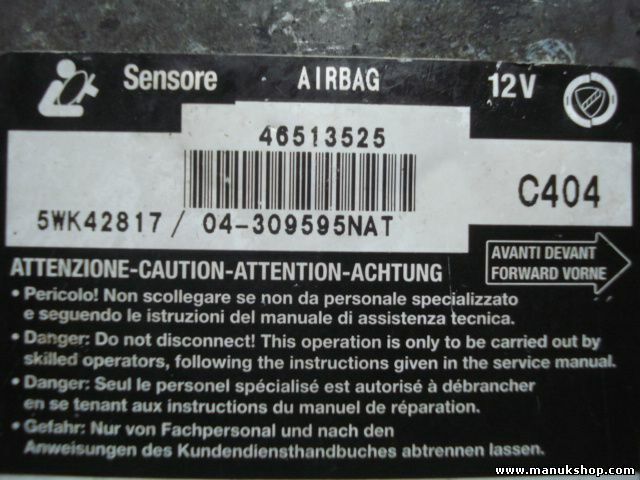 Sensore AIRBAG 12V
46513525
C404
5WK42817 / 04-309595NAT
AVANTI DEVANT
FORWARD VORNE
ATTENZIONE-CAUTION-ATTENTION-ACHTUNG
• Pericolo! Non scollegare se non da personale specializzato
e seguendo le istruzioni del manuale di assistenza tecnica.
• Danger: Do not disconnect! This operation is only to be carried out by
skilled operators, following the instructions given in the service manual.
• Danger: Seul le personel spécialisé est autorisé à débrancher
en se tenant aux instructions du manuel de réparation.
• Gefahr: Nur von Fachpersonal und nach den
Anweisungen des Kundendiensthandbuches abtrennen lassen.
www.manukshop.com